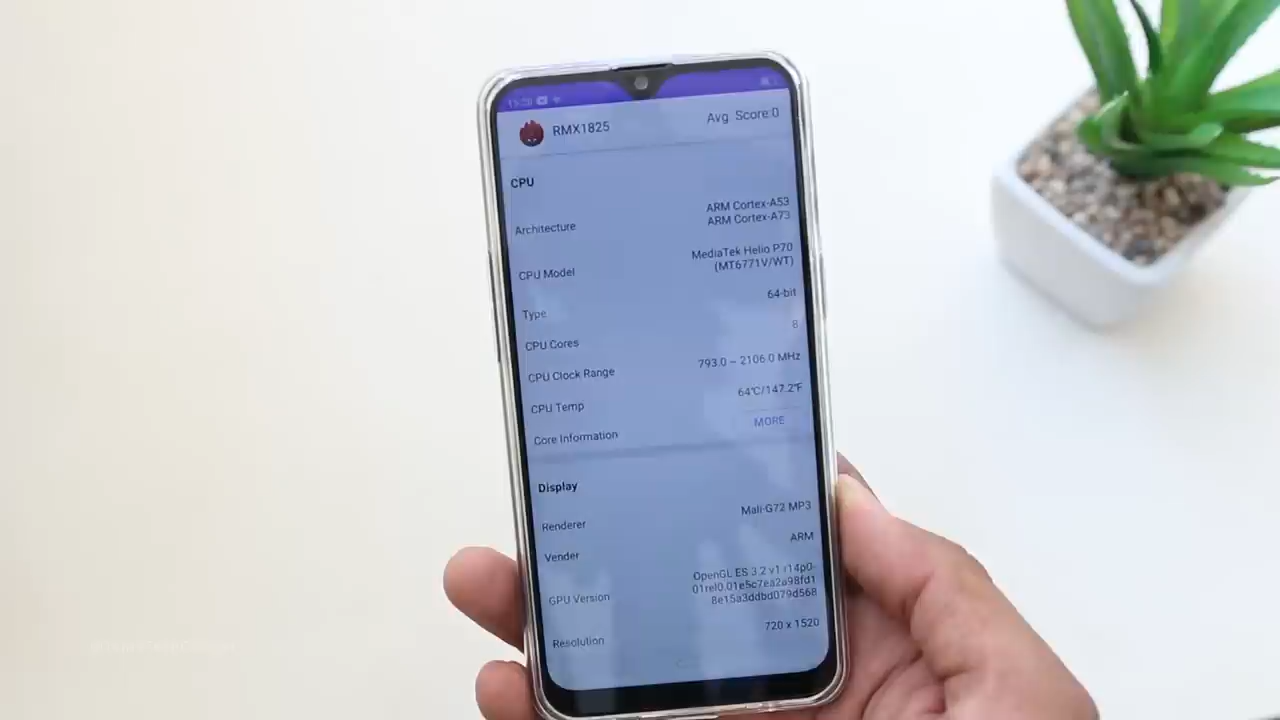 RMX1825
Avg Score:0
CPU
Architecture
ARM Cortex-A53
ARM Cortex-A73
CPU Model
MediaTek Helio P70
(MT6771V/WT)
Type
64-bit
CPU Cores
8
CPU Clock Range
793.0 ~ 2106.0 MHz
CPU Temp
64℃/147.2℉
Core Information
MORE
Display
Renderer
Mali-G72 MP3
Vender
ARM
GPU Version
OpenGL ES 3.2 v1.r14p0-
01rel0.01e5c7ea2a98fd1
8e15a3ddbd079d568
Resolution
720 x 1520